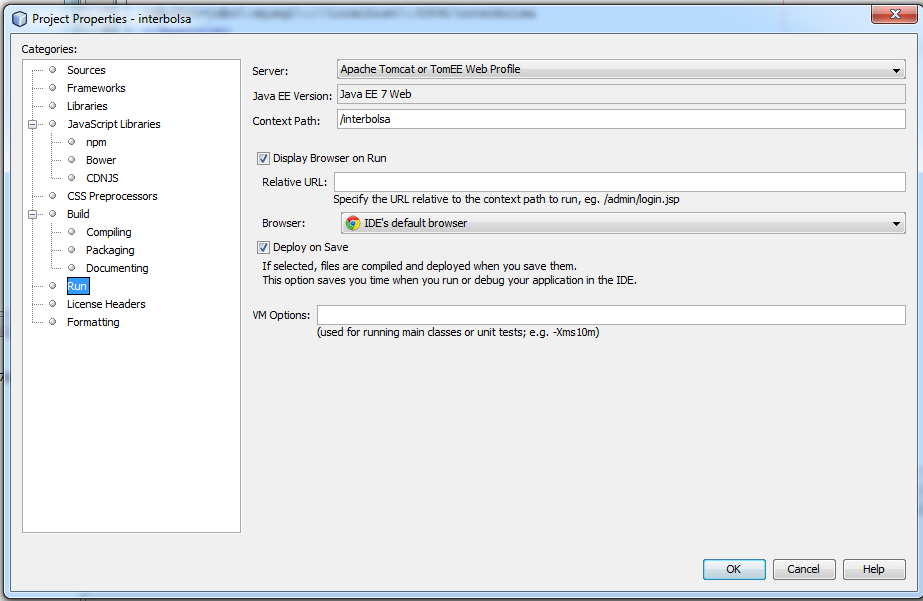 Project Properties - interbolsa
Categories:
Sources
Frameworks
Libraries
JavaScript Libraries
npm
Bower
CDNJS
CSS Preprocessors
Build
Compiling
Packaging
Documenting
Run
License Headers
Formatting
Server: Apache Tomcat or TomEE Web Profile
Java EE Version: Java EE 7 Web
Context Path: /interbolsa
Display Browser on Run
Relative URL:
Specify the URL relative to the context path to run, eg. /admin/login.jsp
Browser: IDE's default browser
Deploy on Save
If selected, files are compiled and deployed when you save them.
This option saves you time when you run or debug your application in the IDE.
VM Options:
(used for running main classes or unit tests; e.g. -Xms10m)
OK Cancel Help